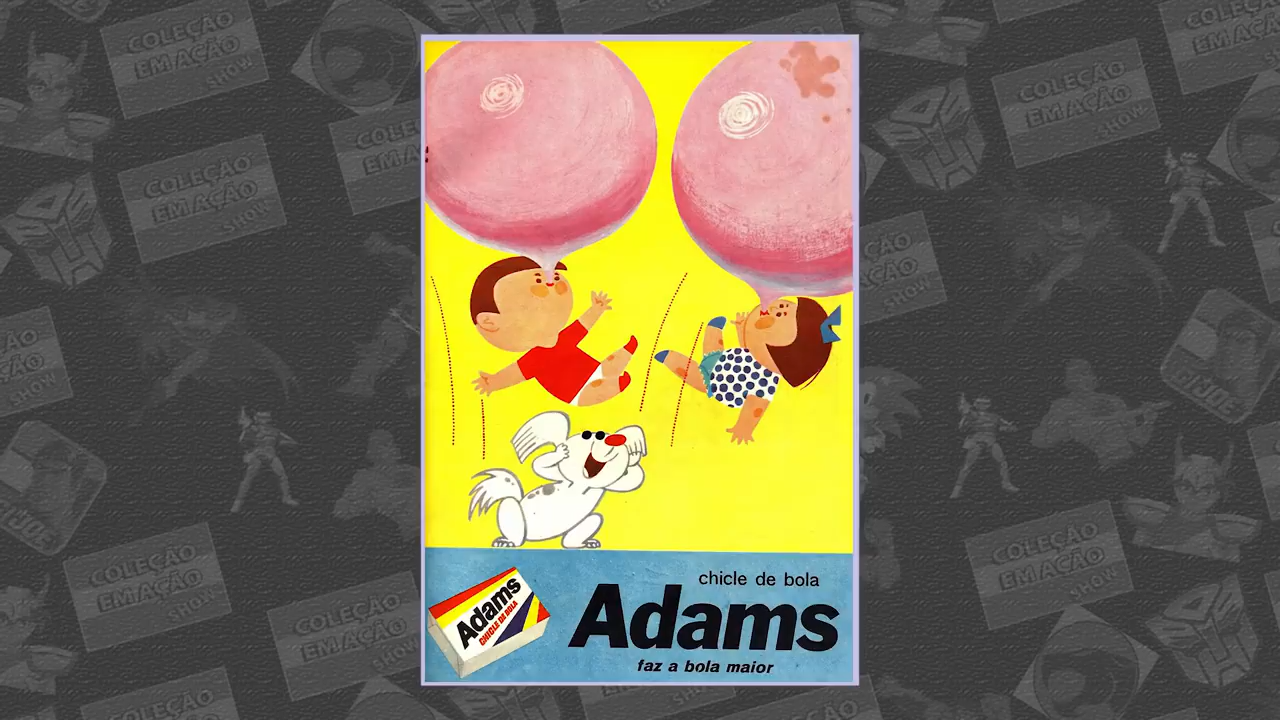 COLEÇÃO
EM AÇÃO
SHOW
chicle de bola
Adams
faz a bola maior
Adams
CHICLE DE BOLA